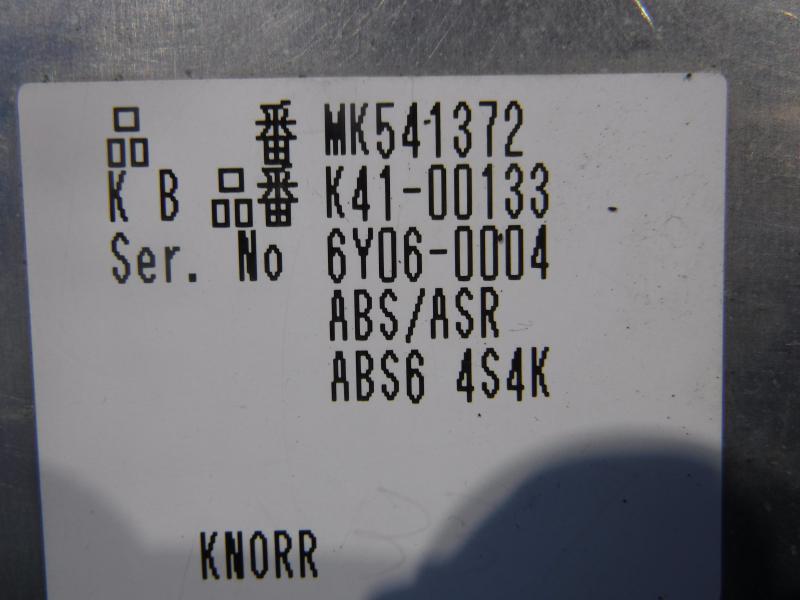 品 番 MK541372
K B 品番 K41-00133
Ser. No 6Y06-0004
ABS/ASR
ABS6 4S4K
KNORR